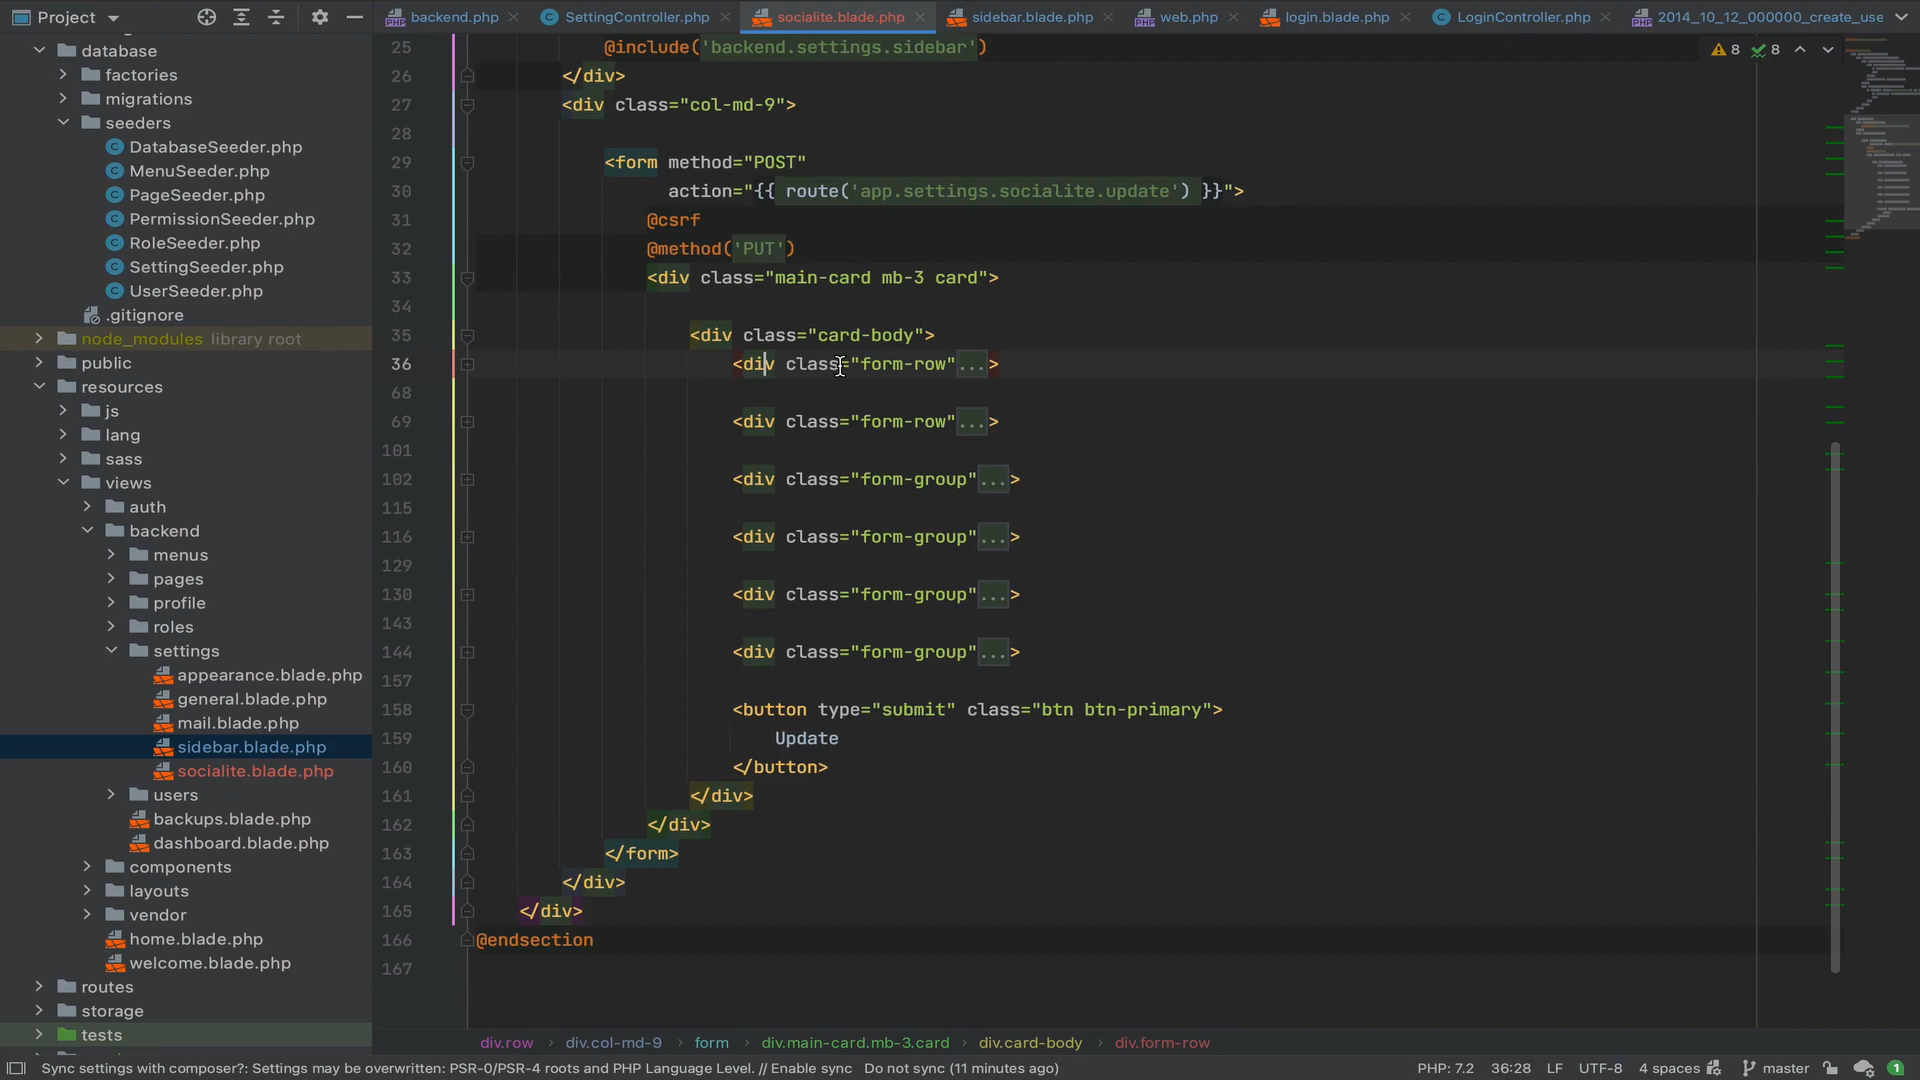 Project
backend.php
SettingController.php
socialite.blade.php
sidebar.blade.php
web.php
login.blade.php
LoginController.php
2014_10_12_000000_create_use
database
factories
migrations
seeders
DatabaseSeeder.php
MenuSeeder.php
PageSeeder.php
PermissionSeeder.php
RoleSeeder.php
SettingSeeder.php
UserSeeder.php
.gitignore
node_modules library root
public
resources
js
lang
sass
views
auth
backend
menus
pages
profile
roles
settings
appearance.blade.php
general.blade.php
mail.blade.php
sidebar.blade.php
socialite.blade.php
users
backups.blade.php
dashboard.blade.php
components
layouts
vendor
home.blade.php
welcome.blade.php
routes
storage
tests
8 8
25 @include('backend.settings.sidebar')
26 </div>
27 <div class="col-md-9">
28
29 <form method="POST"
30 action="{{ route('app.settings.socialite.update') }}">
31 @csrf
32 @method('PUT')
33 <div class="main-card mb-3 card">
34
35 <div class="card-body">
36 <div class="form-row"...>
68
69 <div class="form-row"...>
101
102 <div class="form-group"...>
115
116 <div class="form-group"...>
129
130 <div class="form-group"...>
143
144 <div class="form-group"...>
157
158 <button type="submit" class="btn btn-primary">
159 Update
160 </button>
161 </div>
162 </div>
163 </form>
164 </div>
165 </div>
166 @endsection
167
div.row › div.col-md-9 › form › div.main-card.mb-3.card › div.card-body › div.form-row
Sync settings with composer?: Settings may be overwritten: PSR-0/PSR-4 roots and PHP Language Level. // Enable sync Do not sync (11 minutes ago)
PHP: 7.2 36:28 LF UTF-8 4 spaces master 1